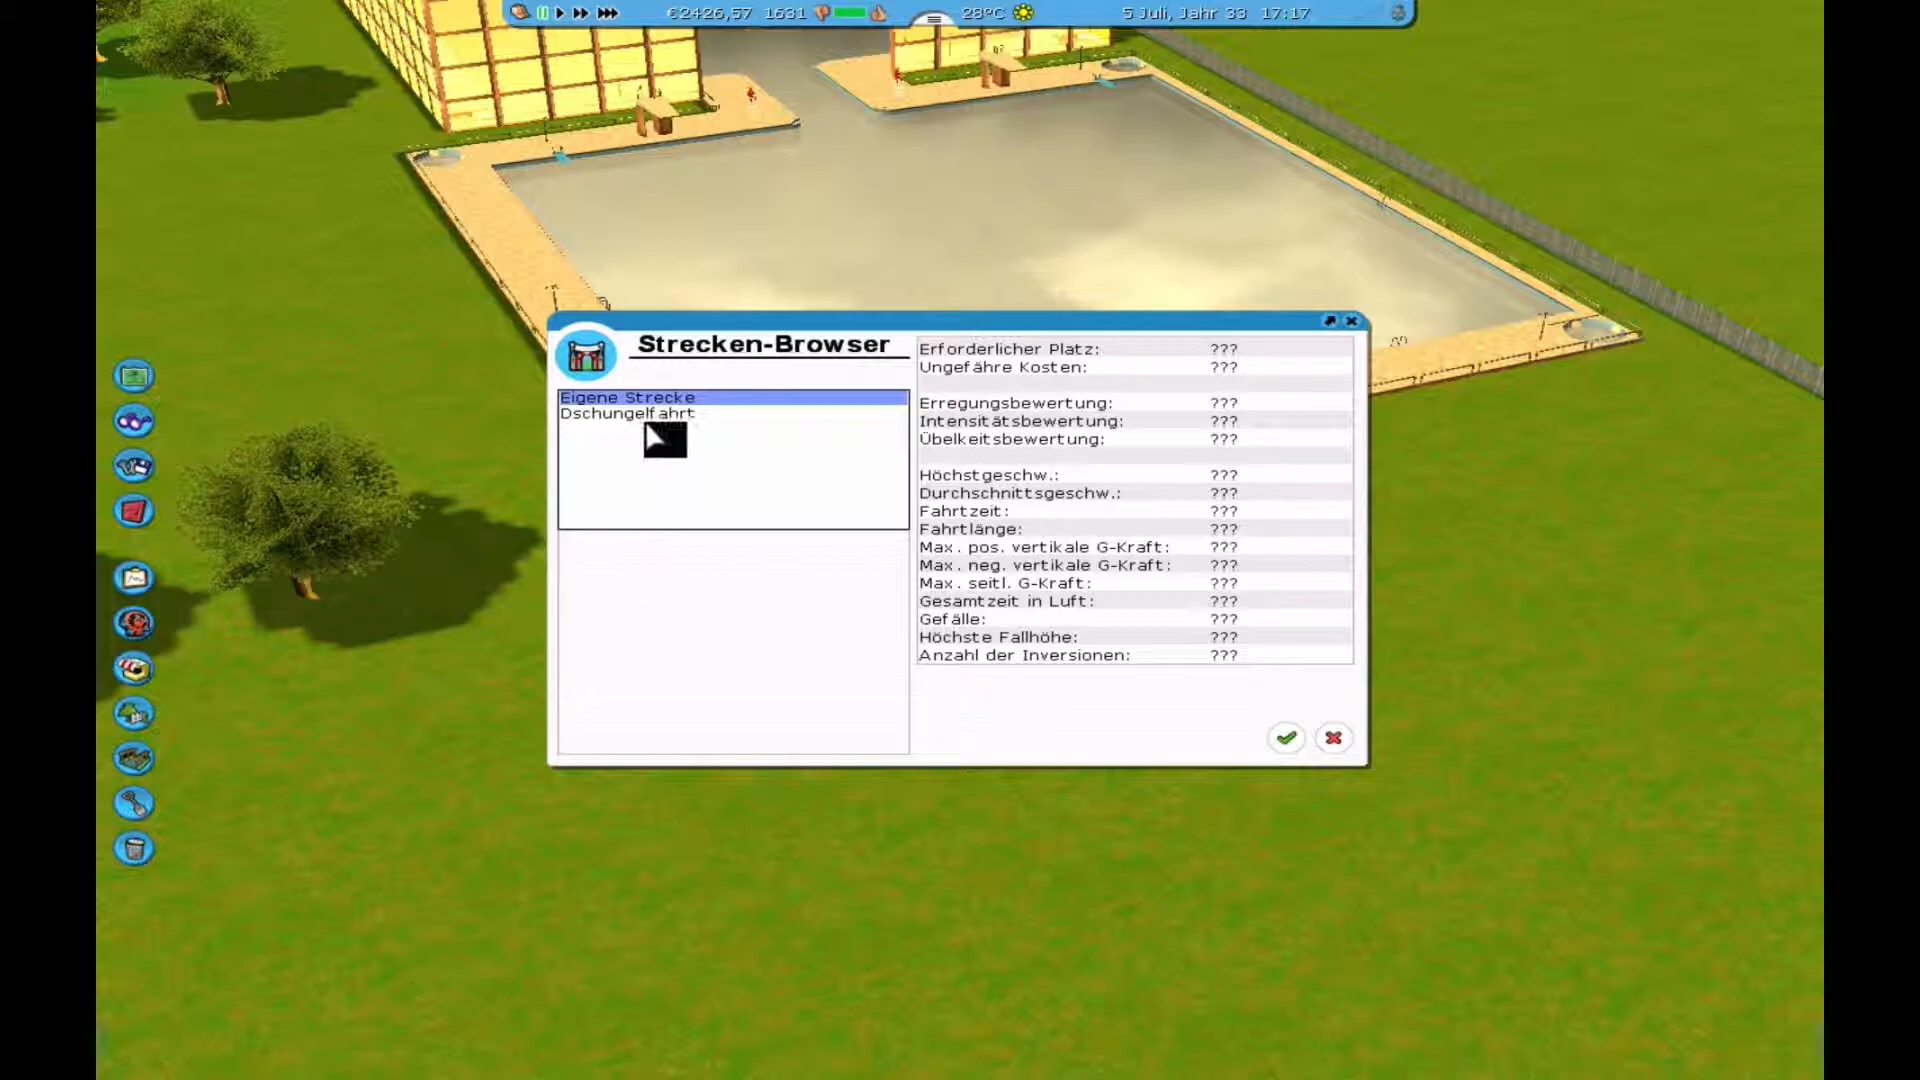 €2426,57 1631 28°C 5 Juli, Jahr 33 17:17
Strecken-Browser
Eigene Strecke
Dschungelfahrt
Erforderlicher Platz: ???
Ungefähre Kosten: ???
Erregungsbewertung: ???
Intensitätsbewertung: ???
Übelkeitsbewertung: ???
Höchstgeschw.: ???
Durchschnittsgeschw.: ???
Fahrtzeit: ???
Fahrtlänge: ???
Max. pos. vertikale G-Kraft: ???
Max. neg. vertikale G-Kraft: ???
Max. seitl. G-Kraft: ???
Gesamtzeit in Luft: ???
Gefälle: ???
Höchste Fallhöhe: ???
Anzahl der Inversionen: ???